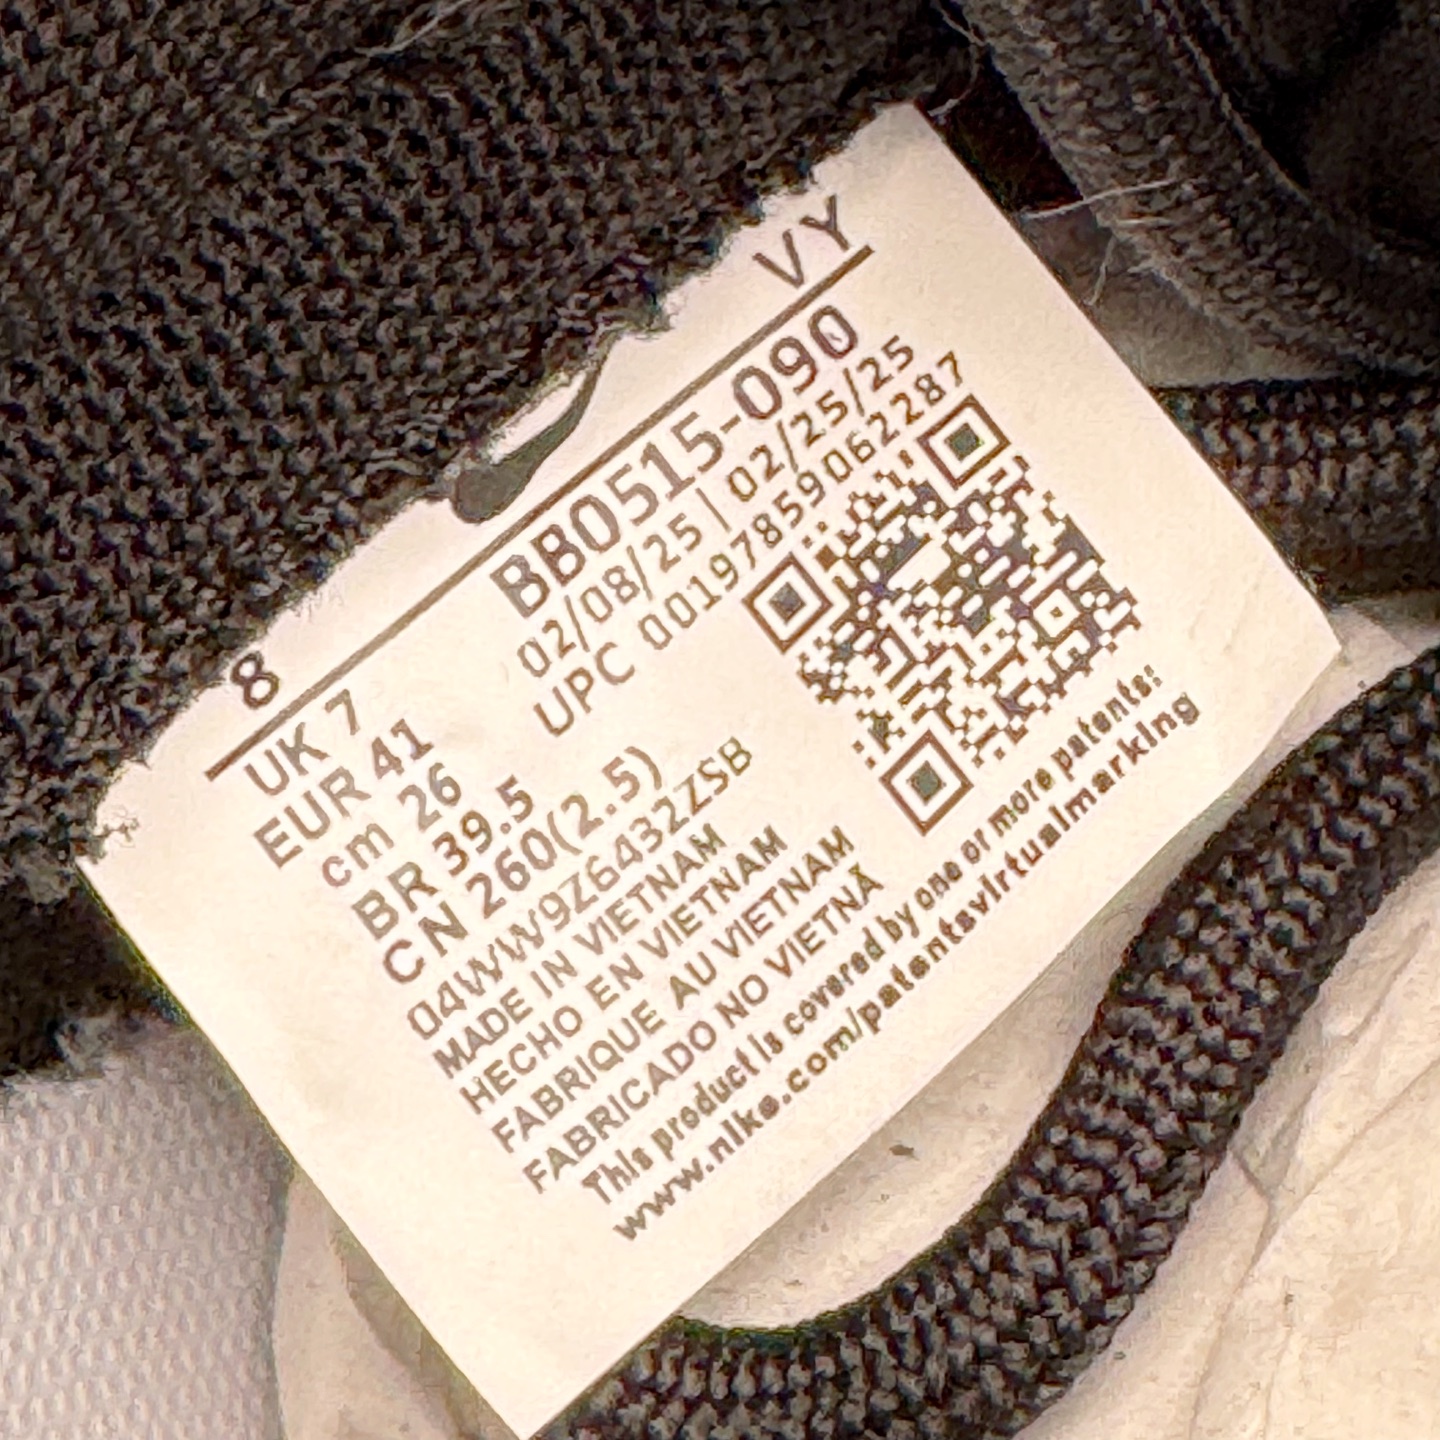 VY
8
BB0515-090
02/08/25 | 02/25/25
UPC 00197859062287
UK 7
EUR 41
cm 26
BR 39.5
CN 260(2.5)
04WW9Z6432ZSB
MADE IN VIETNAM
HECHO EN VIETNAM
FABRIQUE AU VIETNAM
FABRICADO NO VIETNÃ
This product is covered by one or more patents:
www.nike.com/patentsvirtualmarking